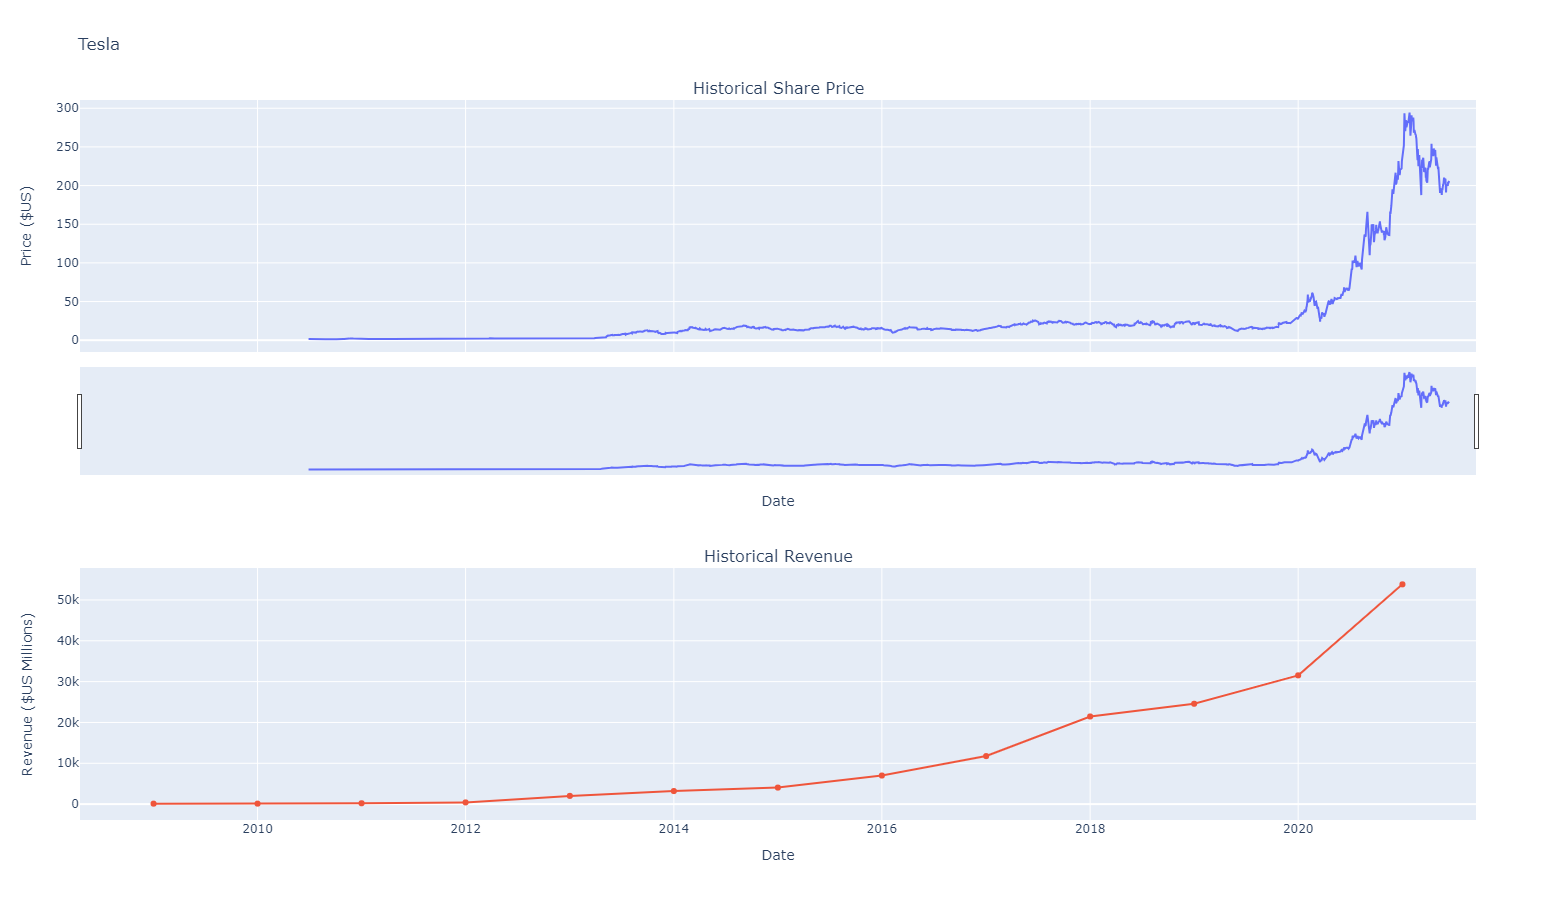 Tesla
Historical Share Price
300
250
200
150
100
50
0
Price ($US)
Date
Historical Revenue
50k
40k
30k
20k
10k
0
Revenue ($US Millions)
2010 2012 2014 2016 2018 2020
Date